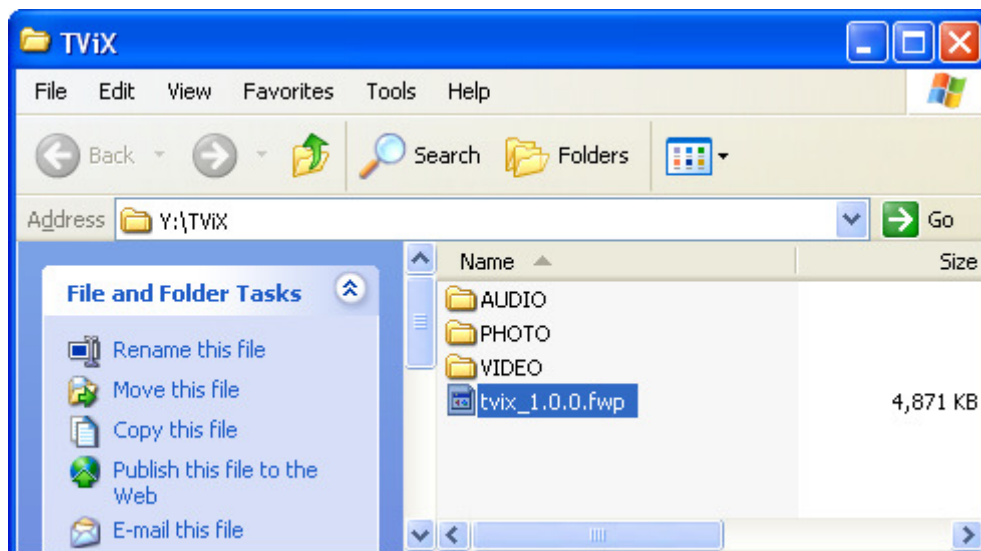 TViX
File Edit View Favorites Tools Help
Back Search Folders
Address Y:\TViX Go
Name Size
File and Folder Tasks
Rename this file
Move this file
Copy this file
Publish this file to the
Web
E-mail this file
AUDIO
PHOTO
VIDEO
tvix_1.0.0.fwp 4,871 KB